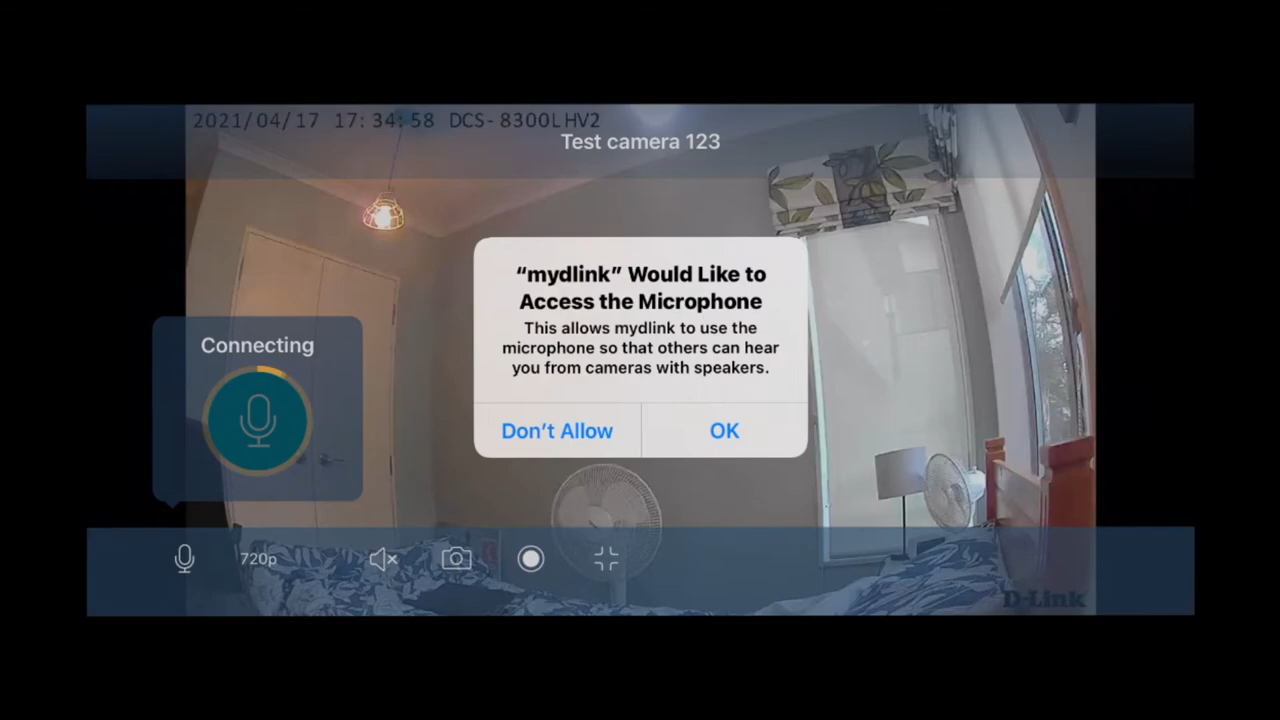 2021/04/17 17:34:58 DCS-8300LHV2
Test camera 123
“mydlink” Would Like to
Access the Microphone
This allows mydlink to use the
microphone so that others can hear
you from cameras with speakers.
Don’t Allow
OK
Connecting
720p
D-Link